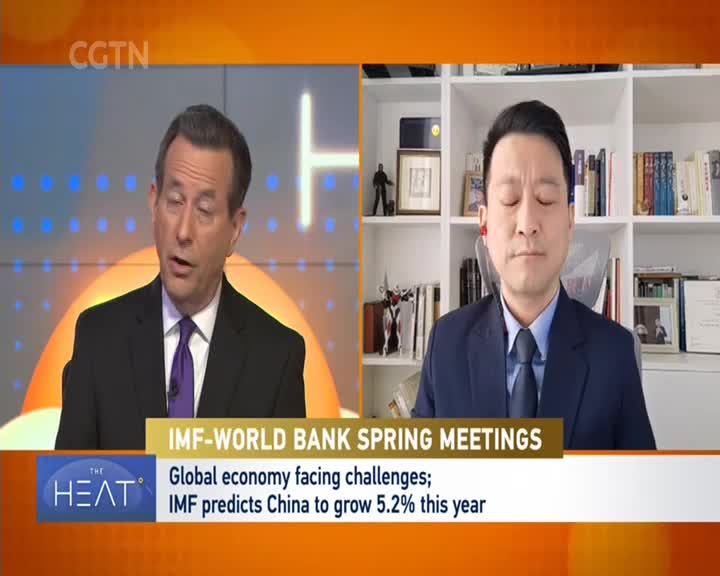 CGTN
IMF-WORLD BANK SPRING MEETINGS
THE
HEAT
Global economy facing challenges;
IMF predicts China to grow 5.2% this year